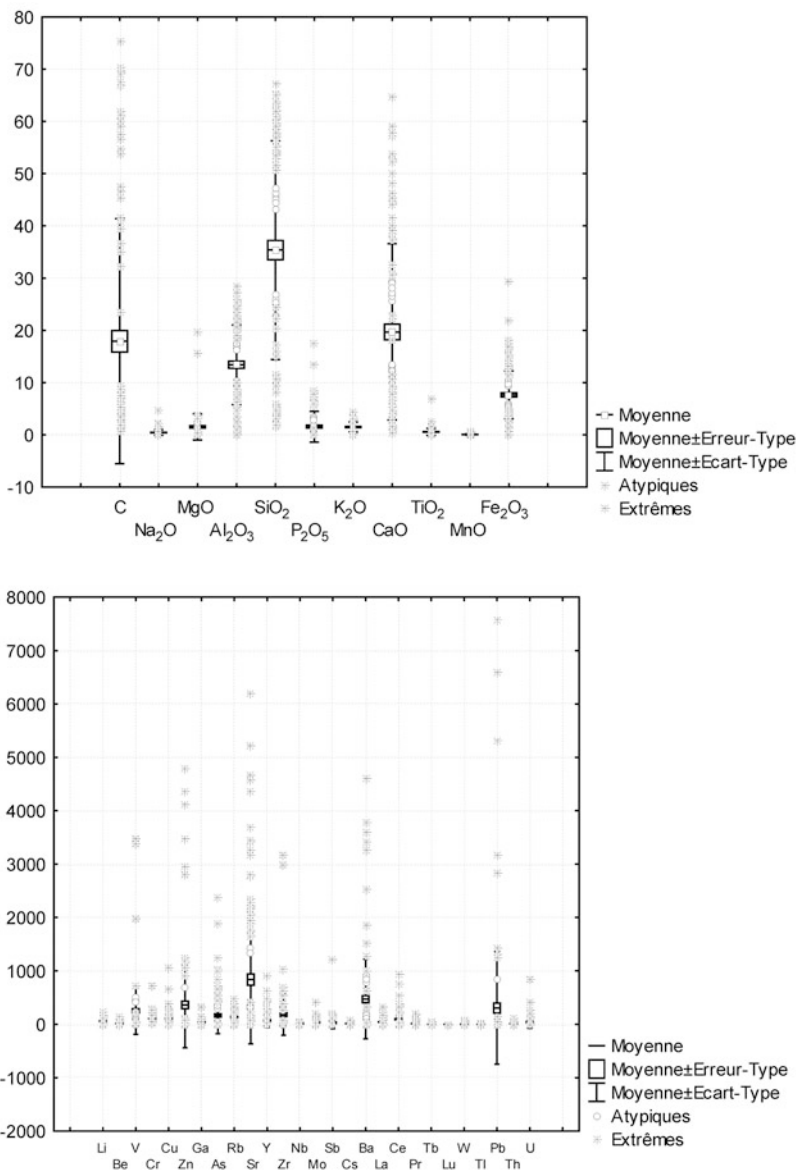 80
70
60
50
40
30
20
10
0
-10
C MgO SiO₂ K₂O TiO₂ Fe₂O₃
Na₂O Al₂O₃ P₂O₅ CaO MnO
Moyenne
Moyenne±Erreur-Type
Moyenne±Ecart-Type
Atypiques
Extrêmes
8000
7000
6000
5000
4000
3000
2000
1000
0
-1000
-2000
Li V Cu Ga Rb Y Nb Sb Ba Ce Tb W Pb U
Be Cr Zn As Sr Zr Mo Cs La Pr Lu Tl Th
Moyenne
Moyenne±Erreur-Type
Moyenne±Ecart-Type
Atypiques
Extrêmes